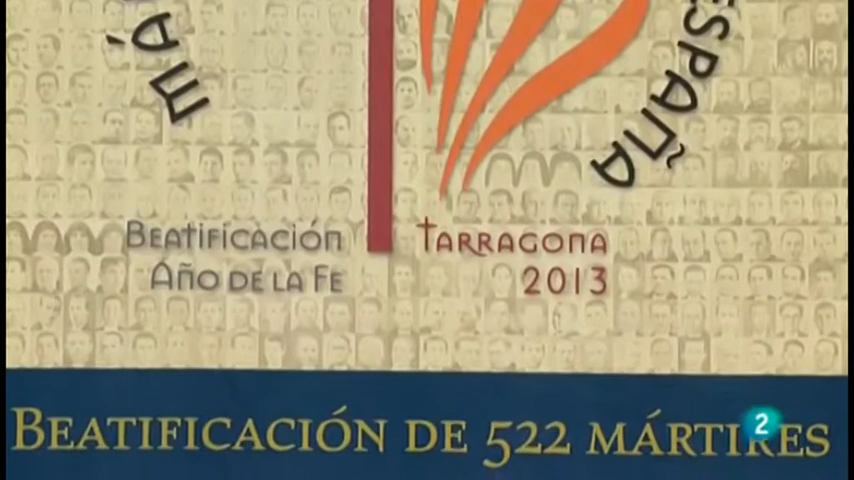 MÁ
ESPAÑA
BEATIFICACIÓN
AÑO DE LA FE
TARRAGONA
2013
BEATIFICACIÓN DE 522 MÁRTIRES
2